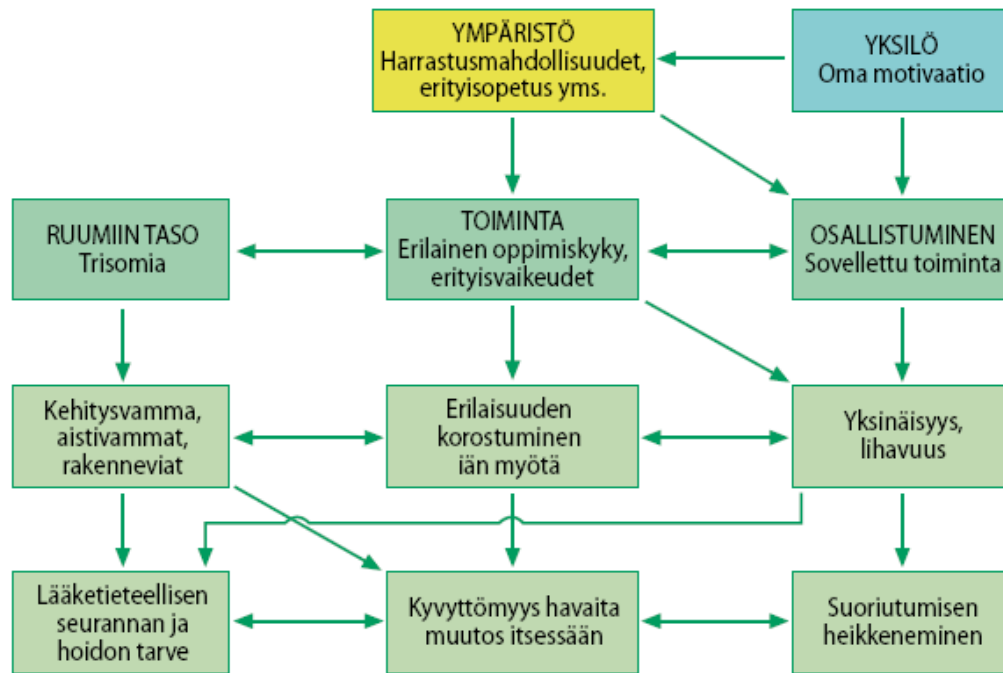 YMPÄRISTÖ
Harrastusmahdollisuudet,
erityisopetus yms.
YKSILÖ
Oma motivaatio
RUUMIIN TASO
Trisomia
TOIMINTA
Erilainen oppimiskyky,
erityisvaikeudet
OSALLISTUMINEN
Sovellettu toiminta
Kehitysvamma,
aistivammat,
rakenneviat
Erilaisuuden
korostuminen
iän myötä
Yksinäisyys,
lihavuus
Lääketieteellisen
seurannan ja
hoidon tarve
Kyvyttömyys havaita
muutos itsessään
Suoriutumisen
heikkeneminen